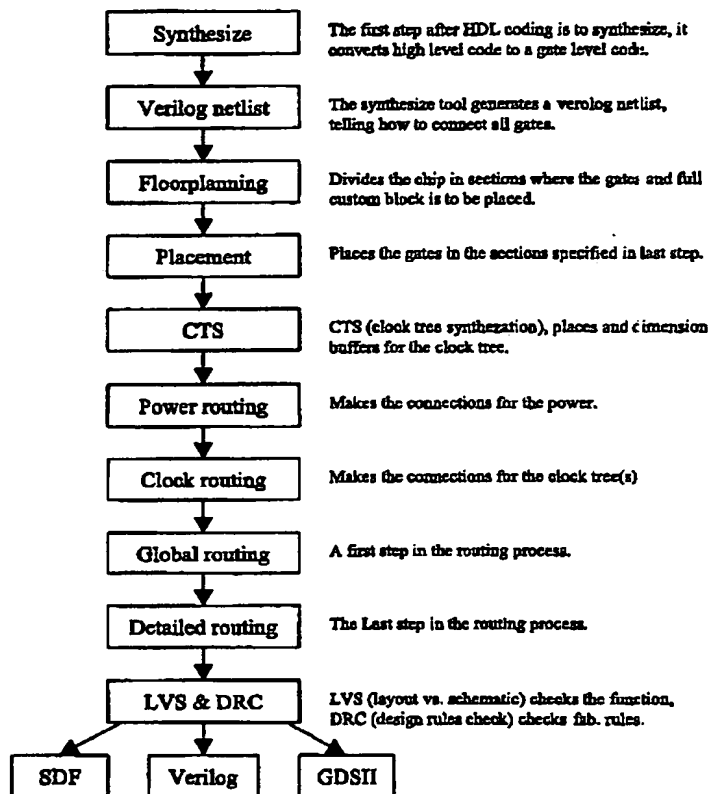 Synthesize
The first step after HDL coding is to synthesize, it
converts high level code to a gate level code.
Verilog netlist
The synthesize tool generates a verolog netlist,
telling how to connect all gates.
Floorplanning
Divides the chip in sections where the gates and full
custom block is to be placed.
Placement
Places the gates in the sections specified in last step.
CTS
CTS (clock tree synthezation), places and dimension
buffers for the clock tree.
Power routing
Makes the connections for the power.
Clock routing
Makes the connections for the clock tree(s)
Global routing
A first step in the routing process.
Detailed routing
The Last step in the routing process.
LVS & DRC
LVS (layout vs. schematic) checks the function,
DRC (design rules check) checks fab. rules.
SDF
Verilog
GDSII